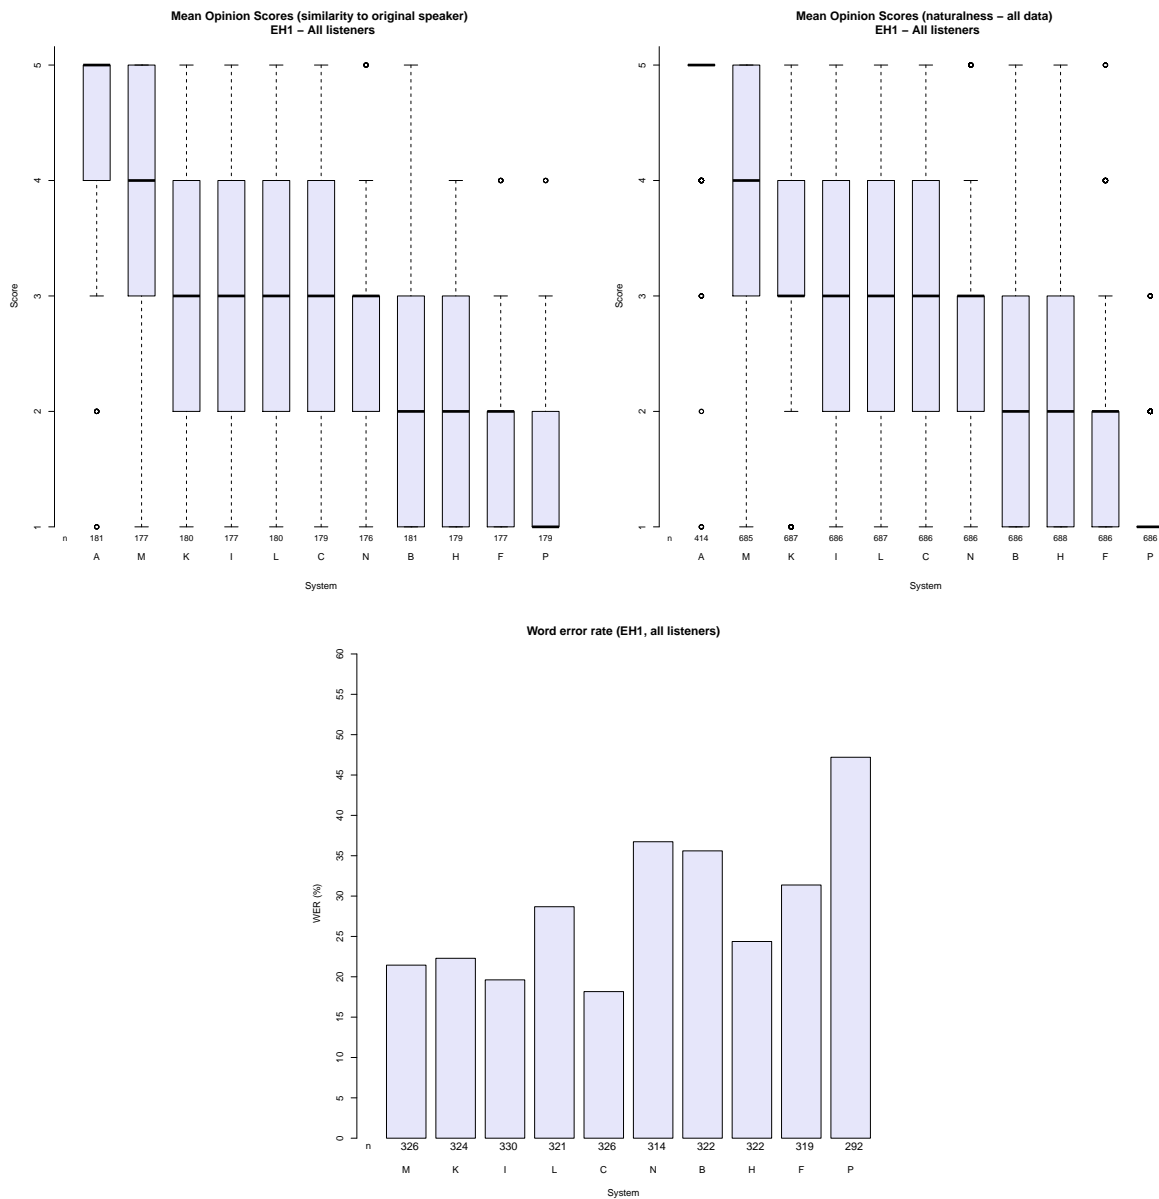 Mean Opinion Scores (similarity to original speaker)
EH1 − All listeners
Score
5
4
3
2
1
n 181 177 180 177 180 179 176 181 179 177 179
A M K I L C N B H F P
System
Mean Opinion Scores (naturalness − all data)
EH1 − All listeners
Score
5
4
3
2
1
n 414 685 687 686 687 686 686 686 688 686 686
A M K I L C N B H F P
System
Word error rate (EH1, all listeners)
WER (%)
60
55
50
45
40
35
30
25
20
15
10
5
0
n 326 324 330 321 326 314 322 322 319 292
M K I L C N B H F P
System